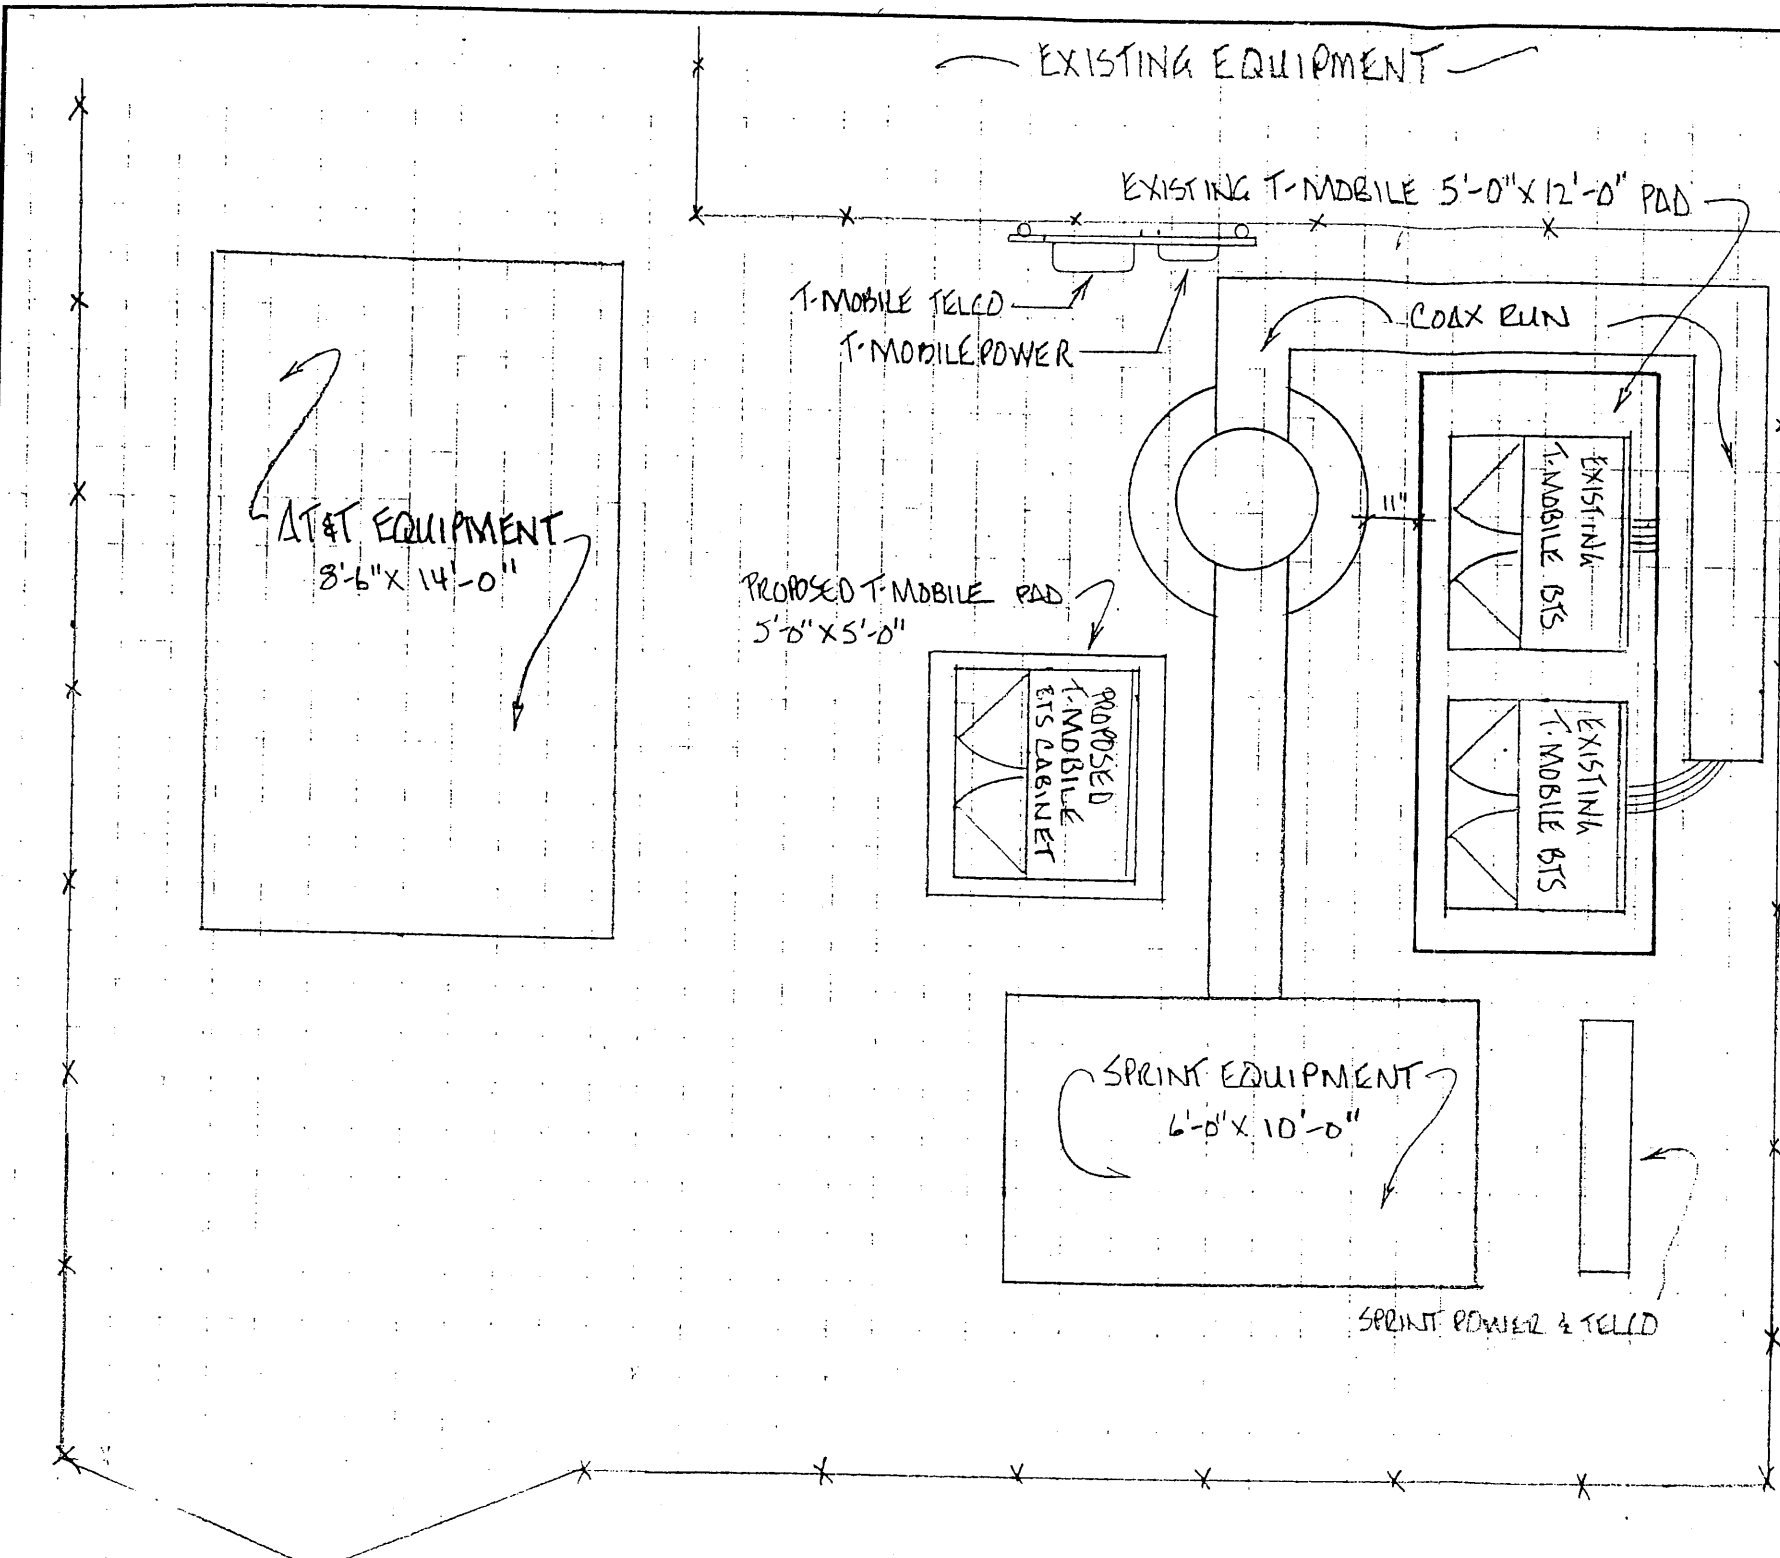 EXISTING EQUIPMENT
EXISTING T-MOBILE 5'-0" X 12'-0" PAD
T-MOBILE TELCO
T-MOBILE POWER
COAX RUN
AT&T EQUIPMENT
8'-6" X 14'-0"
11"
EXISTING
T-MOBILE BTS
PROPOSED T-MOBILE PAD
5'-0" X 5'-0"
PROPOSED
T-MOBILE
BTS CABINET
EXISTING
T-MOBILE BTS
SPRINT EQUIPMENT
6'-0" X 10'-0"
SPRINT POWER & TELCO